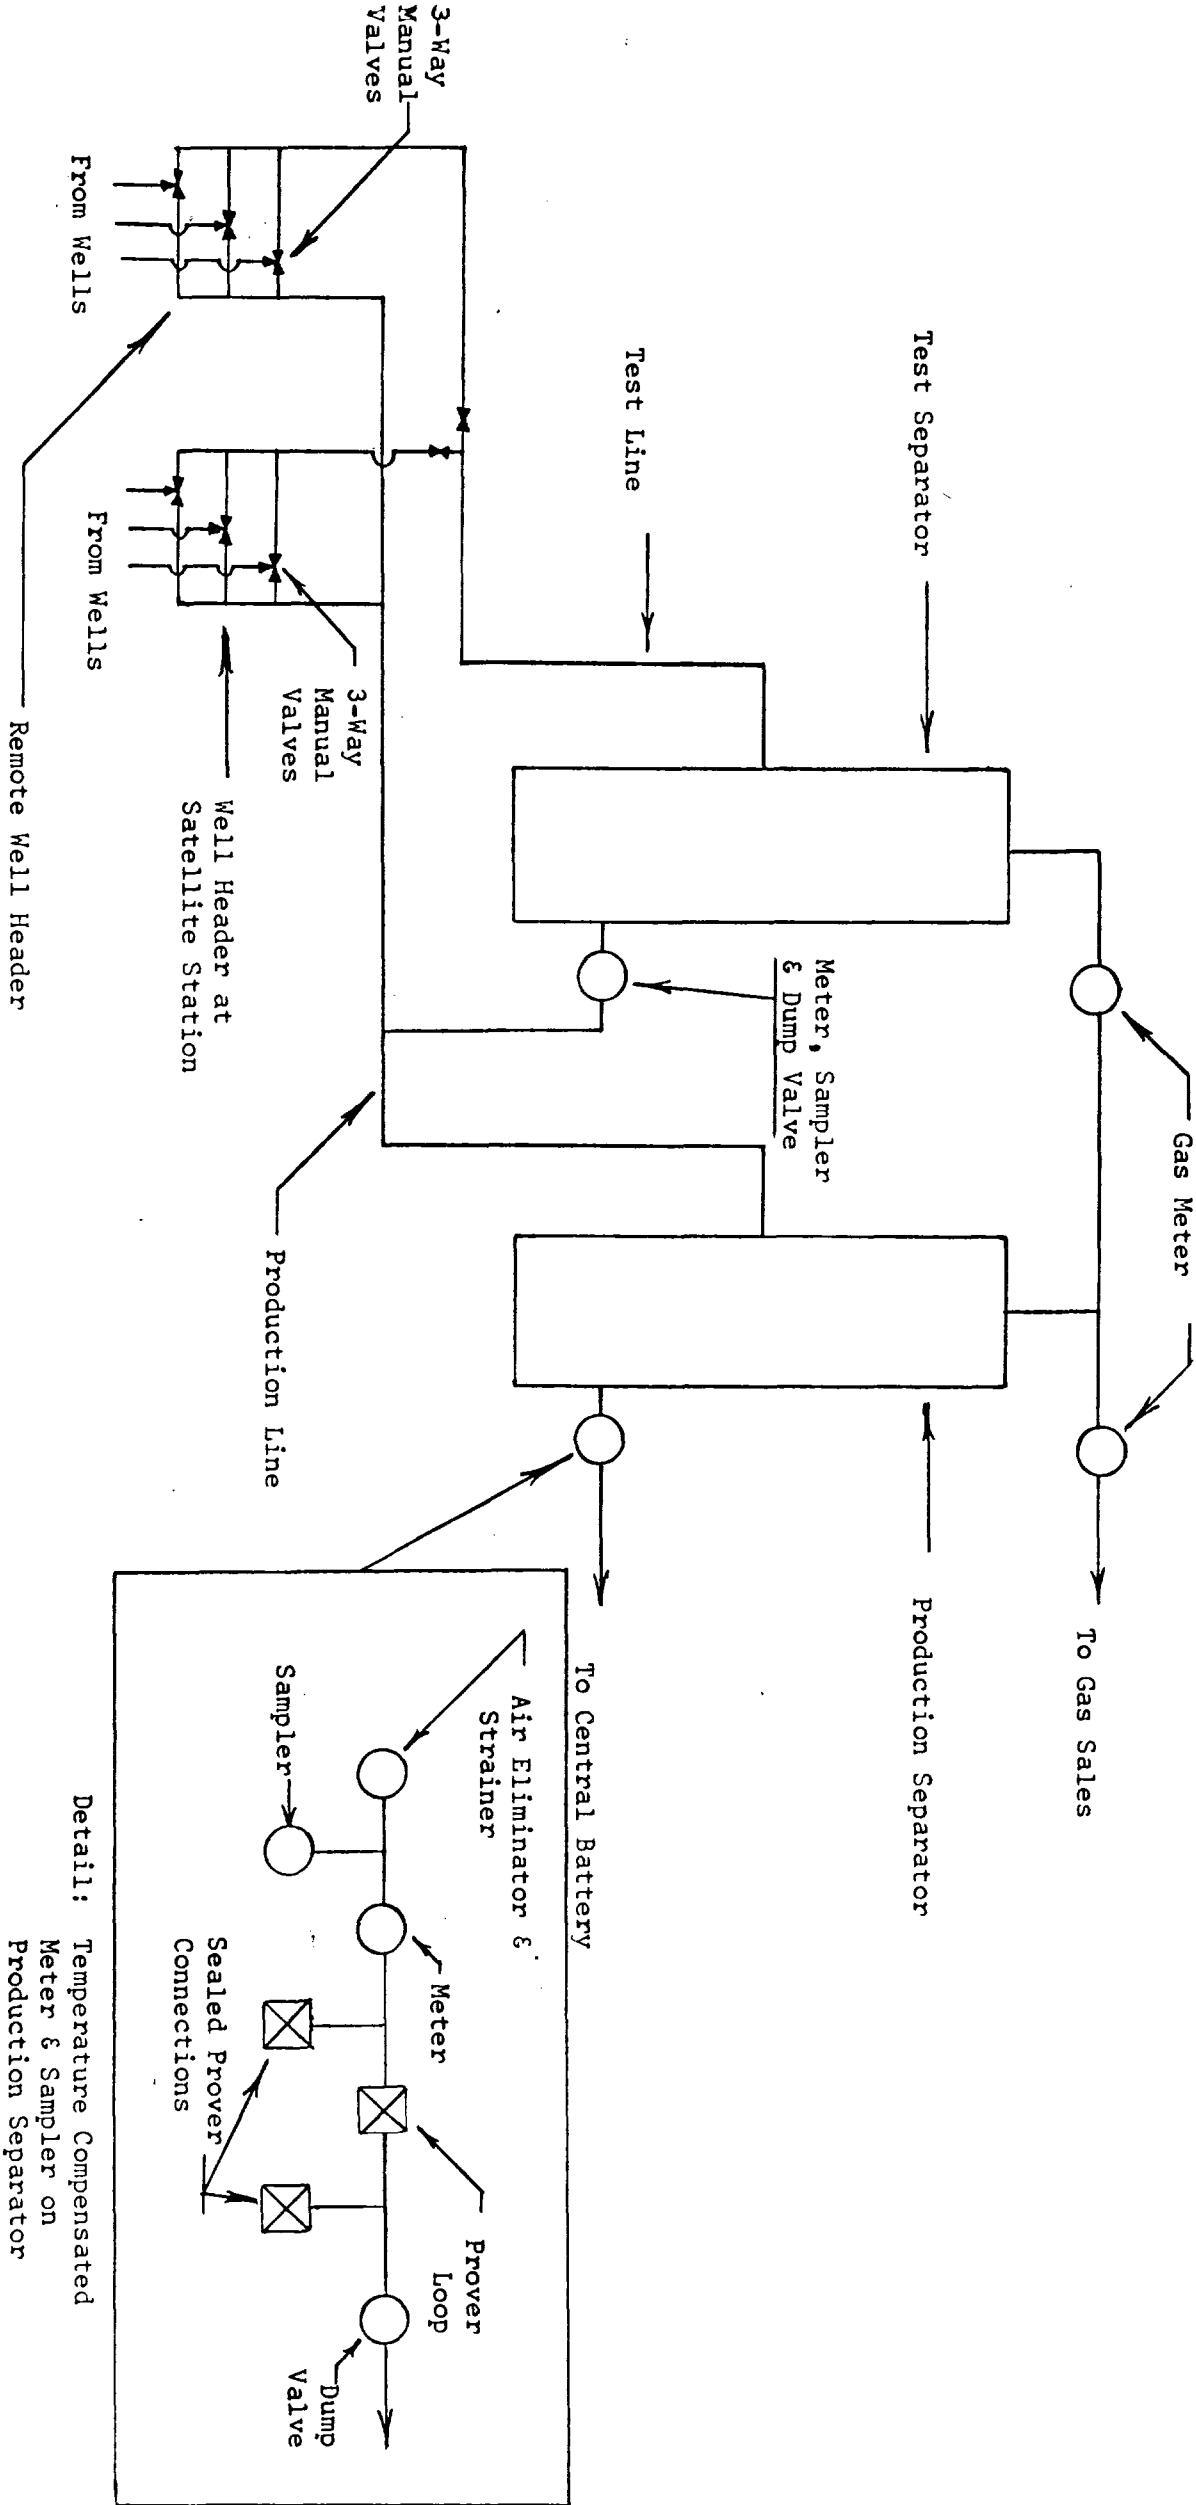 Gas Meter
To Gas Sales
Test Separator
Production Separator
Meter, Sampler
& Dump Valve
Test Line
To Central Battery
Air Eliminator &
Strainer
Prover
Loop
Meter
3-Way
Manual
Valves
3-Way
Manual
Valves
Dump
Valve
Sampler
Production Line
Well Header at
Satellite Station
Sealed Prover
Connections
From Wells
From Wells
Detail: Temperature Compensated
Meter & Sampler on
Production Separator
Remote Well Header